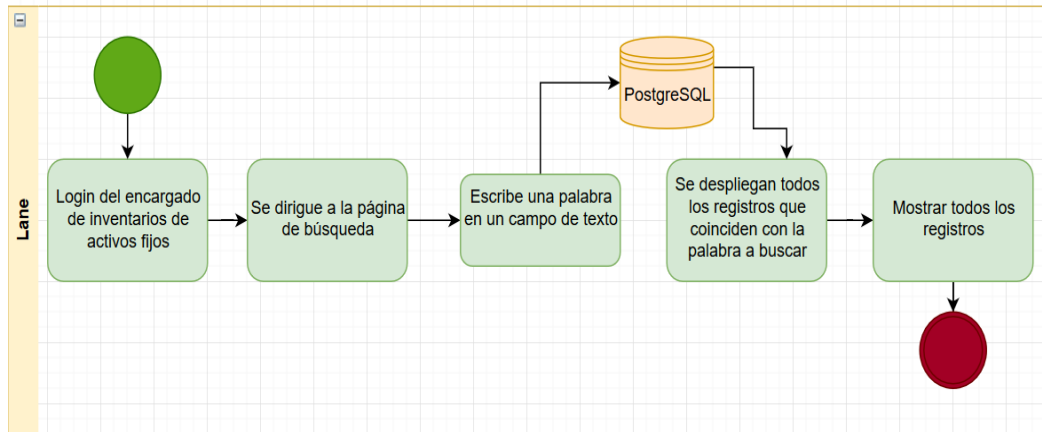 Lane
Login del encargado
de inventarios de
activos fijos
Se dirigue a la página
de búsqueda
Escribe una palabra
en un campo de texto
PostgreSQL
Se despliegan todos
los registros que
coinciden con la
palabra a buscar
Mostrar todos los
registros